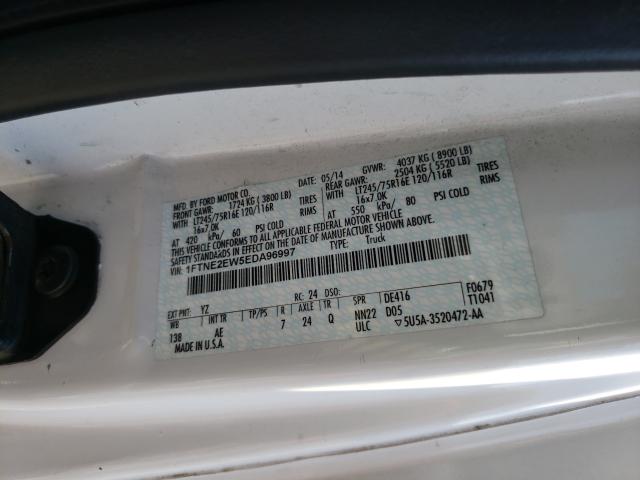 MFD. BY FORD MOTOR CO.
DATE: 05/14 GVWR: 4037 KG ( 8900 LB)
FRONT GAWR: 1724 KG ( 3800 LB) REAR GAWR: 2504 KG ( 5520 LB)
LT245/75R16E 120/116R TIRES LT245/75R16E 120/116R TIRES
16x7.0K RIMS 16x7.0K RIMS
AT 420 kPa/ 60 PSI COLD AT 550 kPa/ 80 PSI COLD
THIS VEHICLE CONFORMS TO ALL APPLICABLE FEDERAL MOTOR VEHICLE
SAFETY STANDARDS IN EFFECT ON THE DATE OF MANUFACTURE SHOWN ABOVE.
1FTNE2EW5EDA96997 TYPE: Truck
EXT PNT: YZ RC: 24 DSO: F0679
WB INT TR TP/PS R AXLE TR SPR DE416 T1041
138 AE 7 24 Q NN22 D05
MADE IN U.S.A. ULC ▽5U5A-3520472-AA